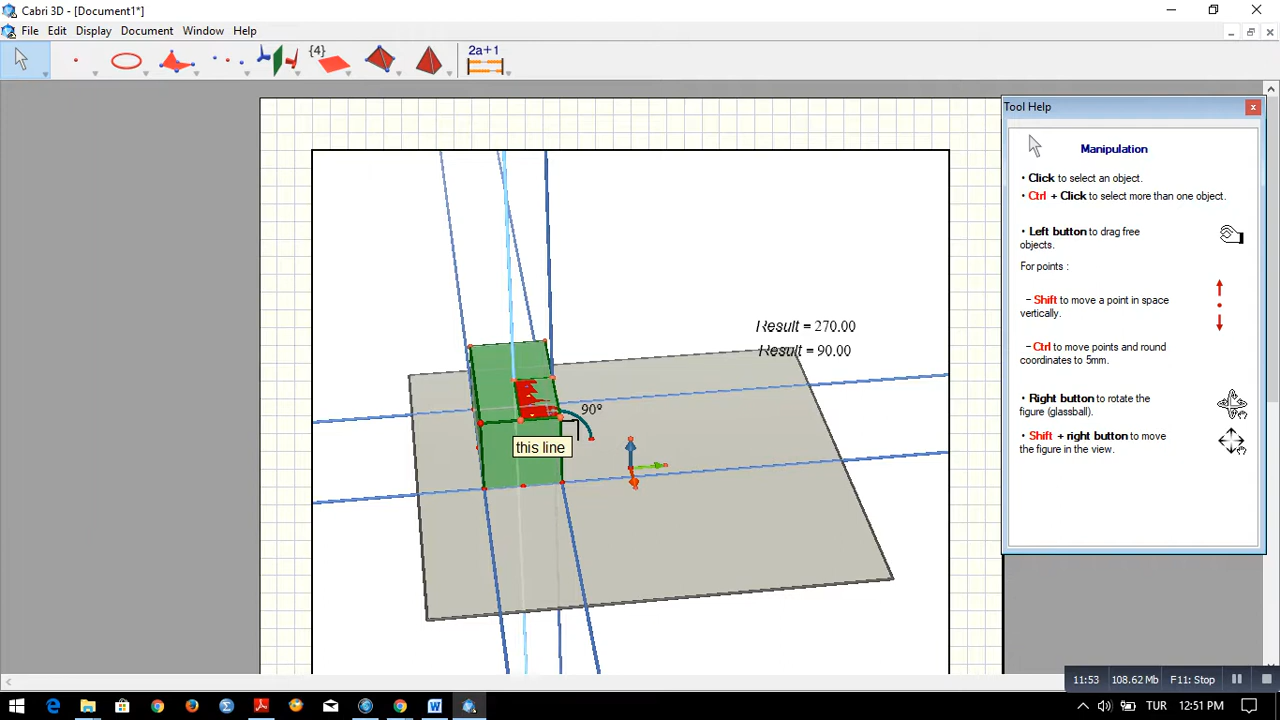 Cabri 3D - [Document1*]
File Edit Display Document Window Help
{4}
2a+1
Tool Help
Manipulation
• Click to select an object.
• Ctrl + Click to select more than one object.
• Left button to drag free
objects.
For points :
− Shift to move a point in space
vertically.
− Ctrl to move points and round
coordinates to 5mm.
• Right button to rotate the
figure (glassball).
• Shift + right button to move
the figure in the view.
Result = 270.00
Result = 90.00
90°
this line
11:53 108.62 Mb F11: Stop
TUR 12:51 PM